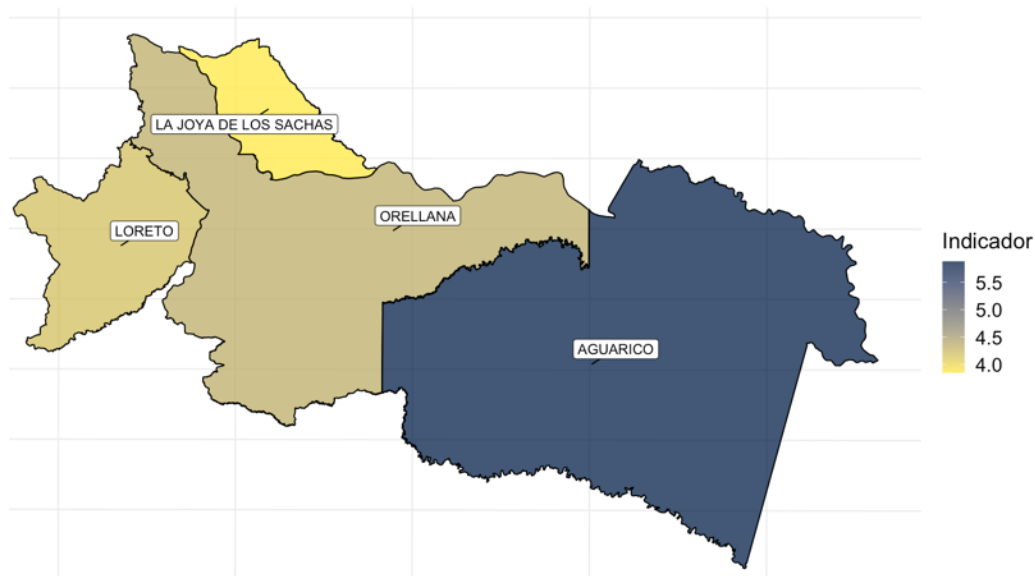 LA JOYA DE LOS SACHAS
ORELLANA
LORETO
AGUARICO
Indicador
5.5
5.0
4.5
4.0